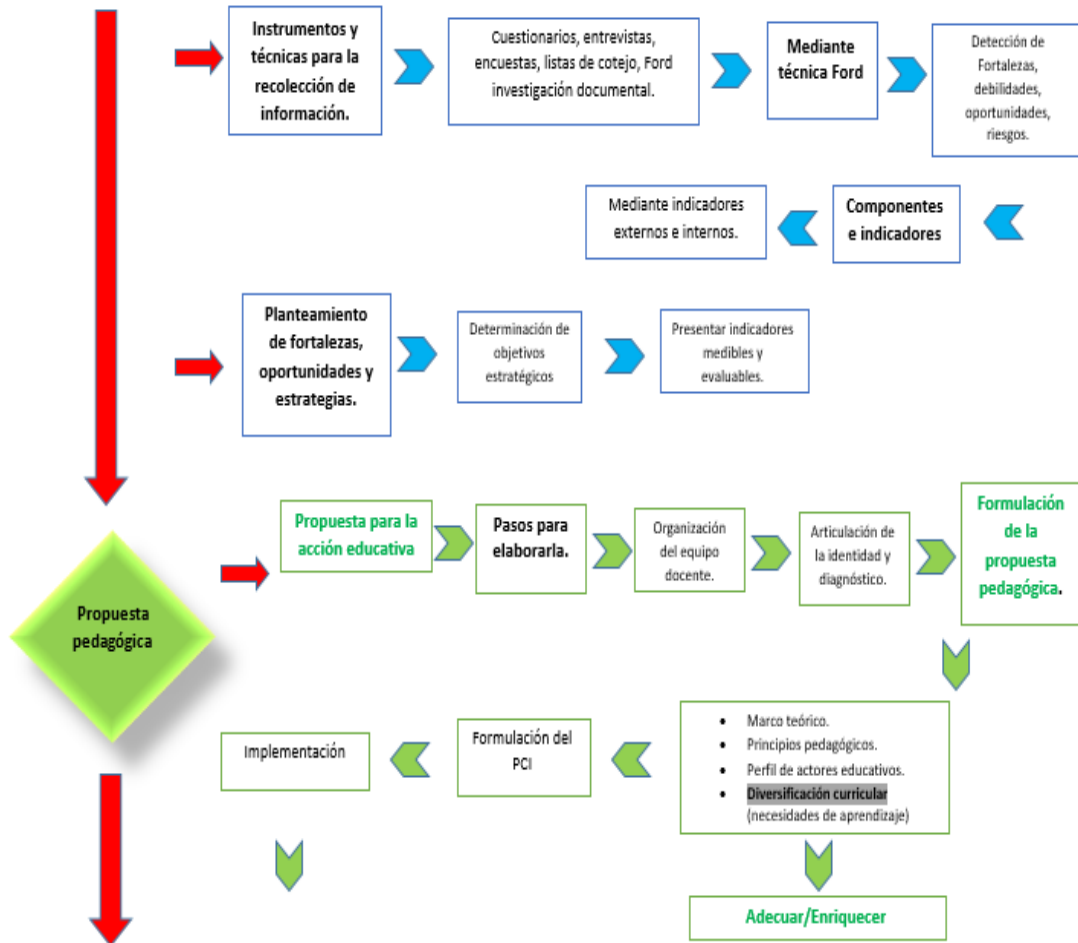 Instrumentos y
técnicas para la
recolección de
información.
Cuestionarios, entrevistas,
encuestas, listas de cotejo, Ford
investigación documental.
Mediante
técnica Ford
Detección de
Fortalezas,
debilidades,
oportunidades,
riesgos.
Mediante indicadores
externos e internos.
Componentes
e indicadores
Planteamiento
de fortalezas,
oportunidades y
estrategias.
Determinación de
objetivos
estratégicos
Presentar indicadores
medibles y
evaluables.
Propuesta
pedagógica
Propuesta para la
acción educativa
Pasos para
elaborarla.
Organización
del equipo
docente.
Articulación de
la identidad y
diagnóstico.
Formulación
de la
propuesta
pedagógica.
Implementación
Formulación del
PCI
• Marco teórico.
• Principios pedagógicos.
• Perfil de actores educativos.
• Diversificación curricular
(necesidades de aprendizaje)
Adecuar/Enriquecer